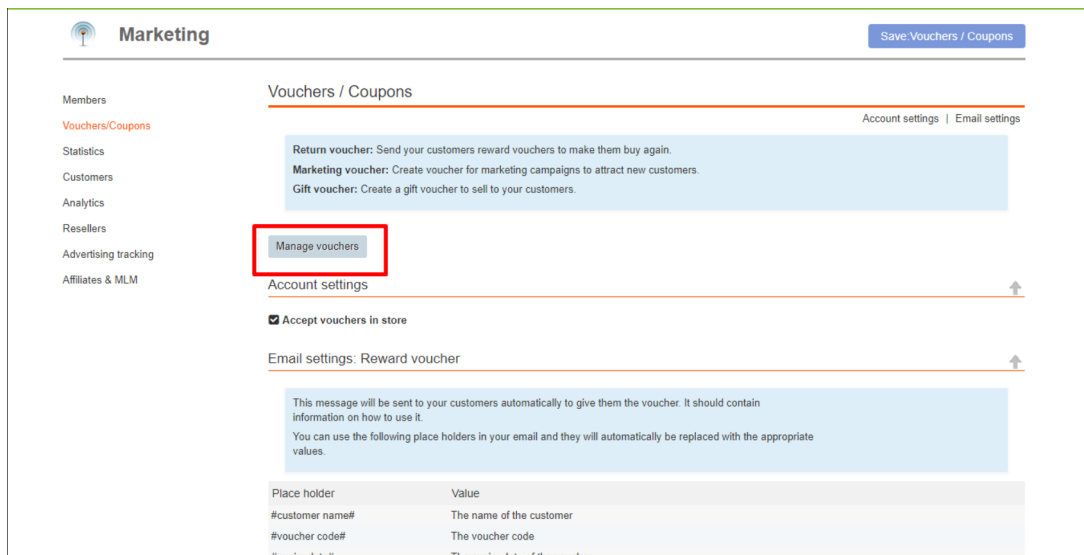 Marketing
Save:Vouchers / Coupons
Members
Vouchers/Coupons
Statistics
Customers
Analytics
Resellers
Advertising tracking
Affiliates & MLM
Vouchers / Coupons
Account settings | Email settings
Return voucher: Send your customers reward vouchers to make them buy again.
Marketing voucher: Create voucher for marketing campaigns to attract new customers.
Gift voucher: Create a gift voucher to sell to your customers.
Manage vouchers
Account settings
Accept vouchers in store
Email settings: Reward voucher
This message will be sent to your customers automatically to give them the voucher. It should contain
information on how to use it.
You can use the following place holders in your email and they will automatically be replaced with the appropriate
values.
Place holder Value
#customer name# The name of the customer
#voucher code# The voucher code